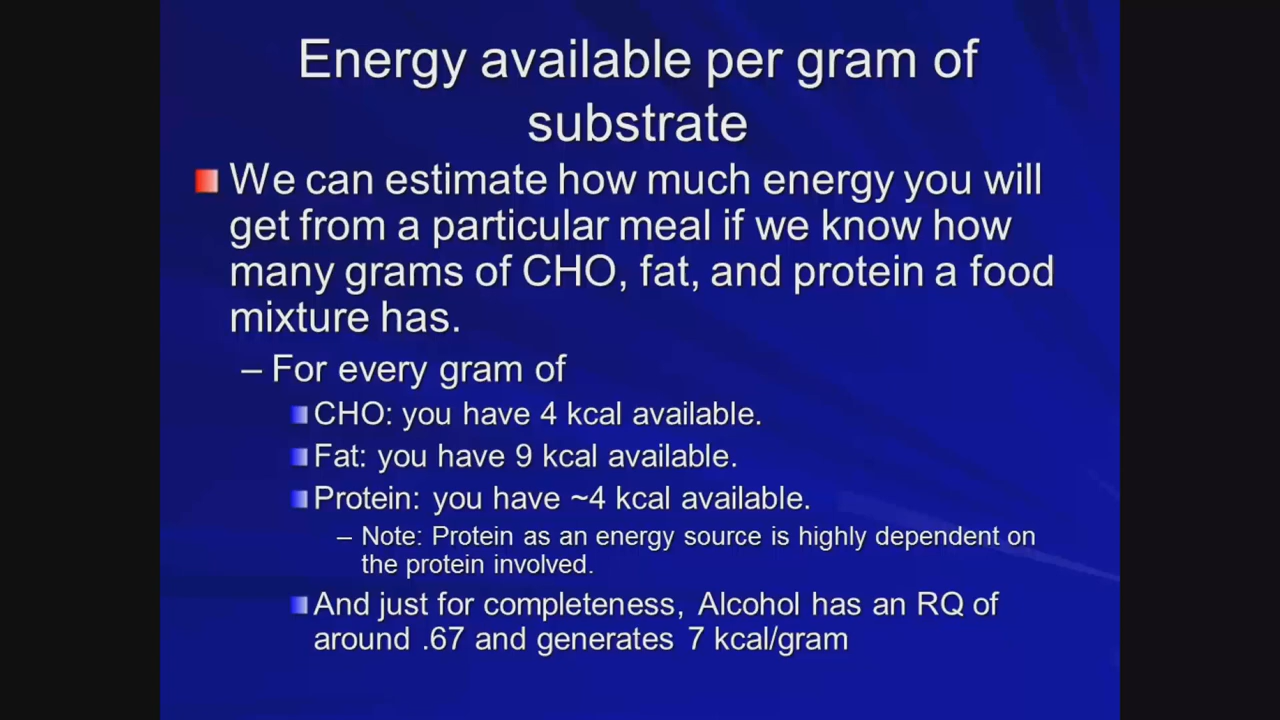 Energy available per gram of
substrate
We can estimate how much energy you will
get from a particular meal if we know how
many grams of CHO, fat, and protein a food
mixture has.
– For every gram of
CHO: you have 4 kcal available.
Fat: you have 9 kcal available.
Protein: you have ~4 kcal available.
– Note: Protein as an energy source is highly dependent on
the protein involved.
And just for completeness, Alcohol has an RQ of
around .67 and generates 7 kcal/gram